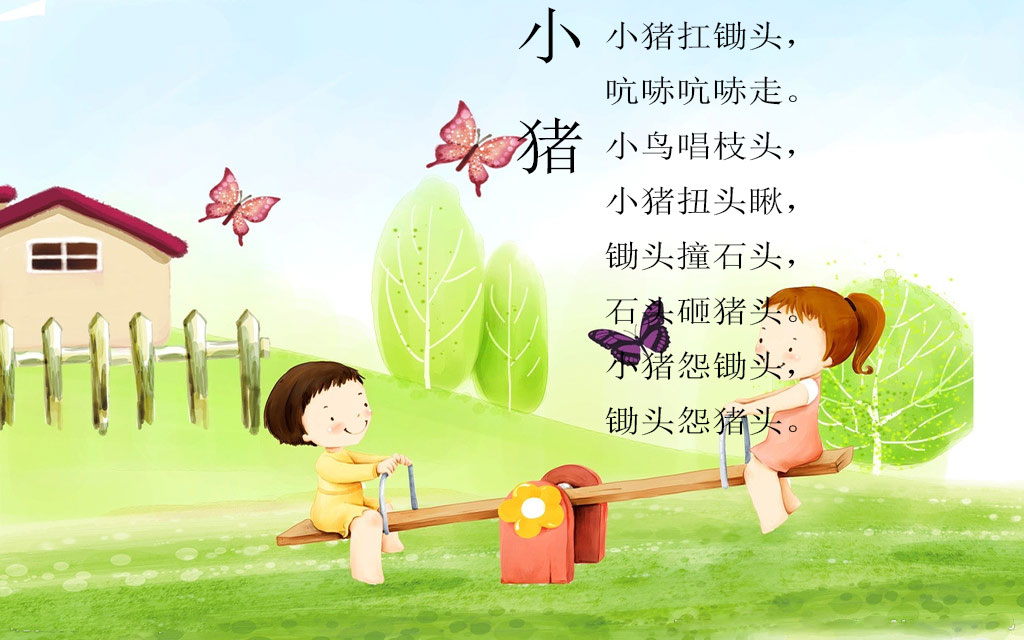 小猪
小猪扛锄头，
吭哧吭哧走。
小鸟唱枝头，
小猪扭头瞅，
锄头撞石头，
石头砸猪头。
小猪怨锄头，
锄头怨猪头。